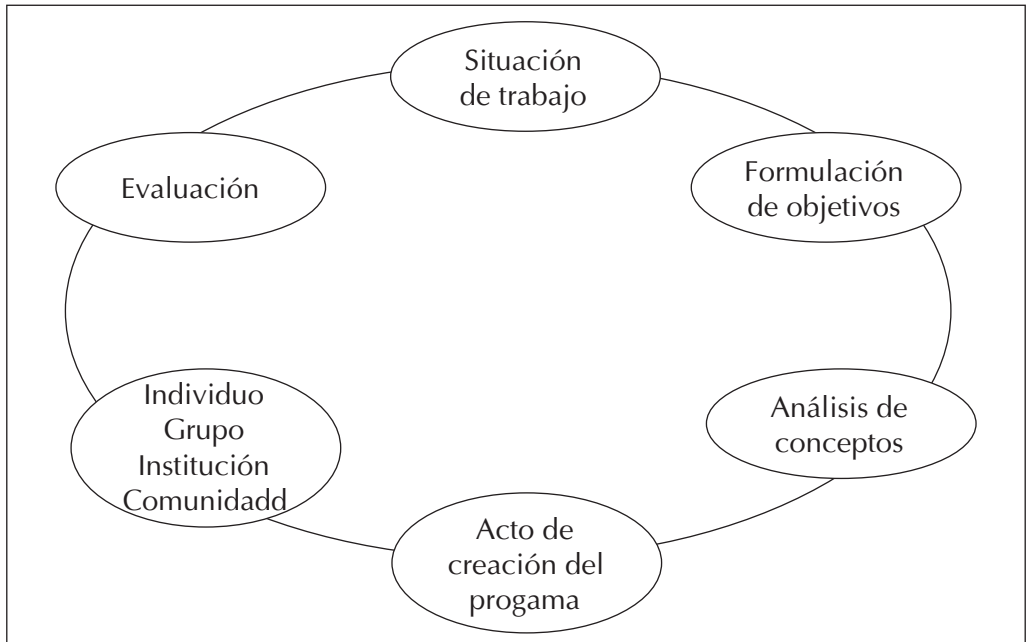 Situación
de trabajo
Formulación
de objetivos
Análisis de
conceptos
Acto de
creación del
progama
Individuo
Grupo
Institución
Comunidadd
Evaluación